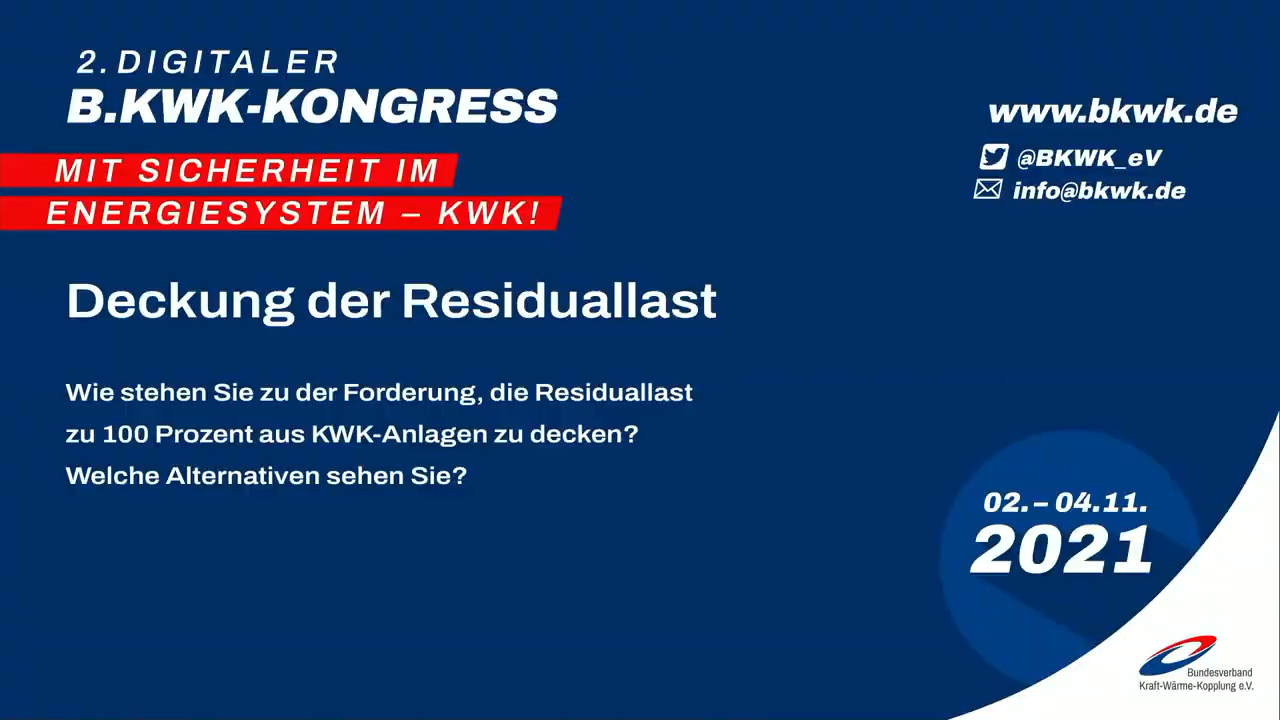 2. DIGITALER
B.KWK-KONGRESS
MIT SICHERHEIT IM
ENERGIESYSTEM – KWK!
www.bkwk.de
@BKWK_eV
info@bkwk.de
Deckung der Residuallast
Wie stehen Sie zu der Forderung, die Residuallast
zu 100 Prozent aus KWK-Anlagen zu decken?
Welche Alternativen sehen Sie?
02. – 04.11.
2021
Bundesverband
Kraft-Wärme-Kopplung e.V.